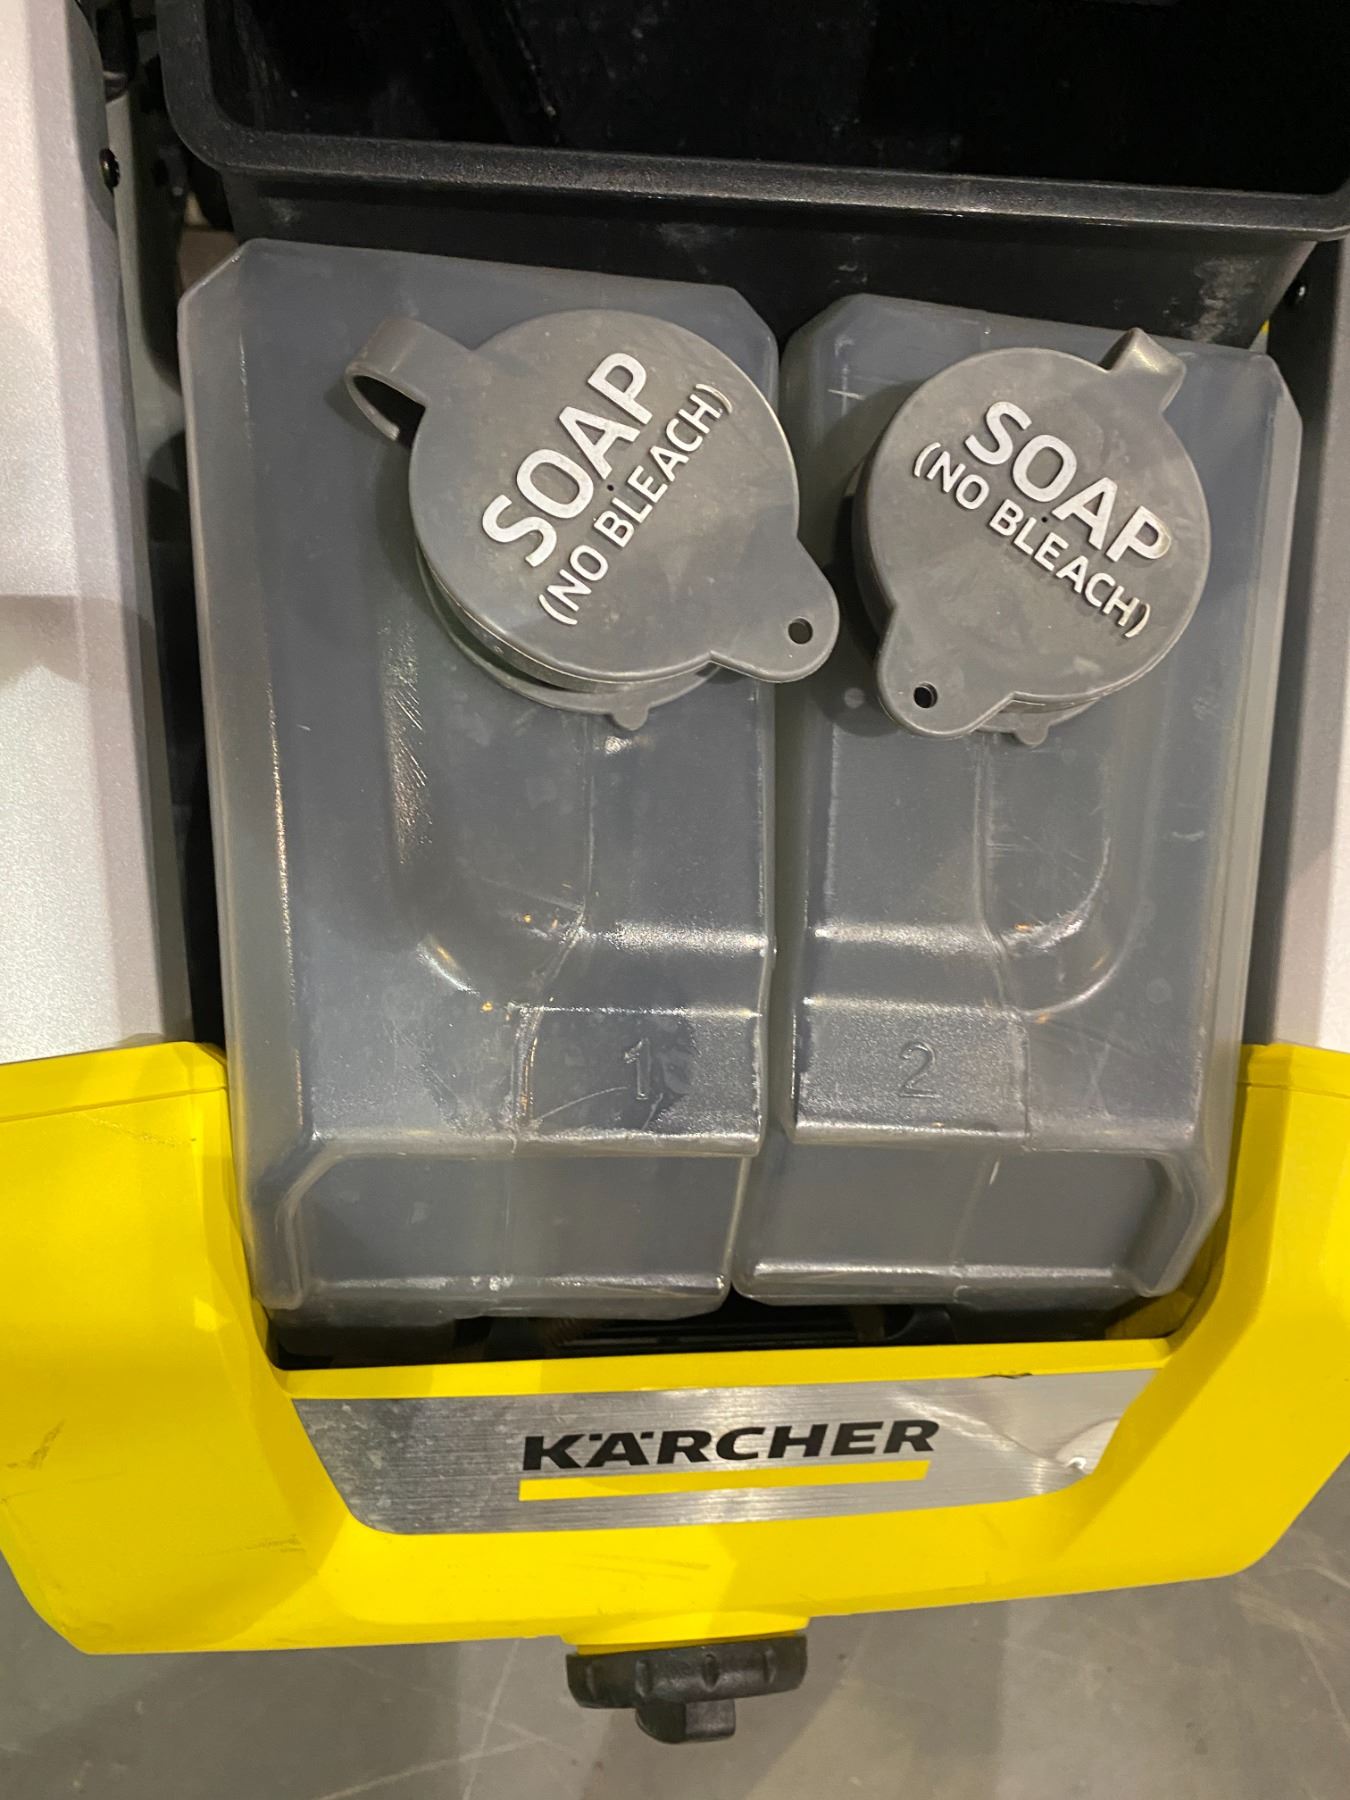 SOAP
(NO BLEACH)
SOAP
(NO BLEACH)
1
2
KÄRCHER